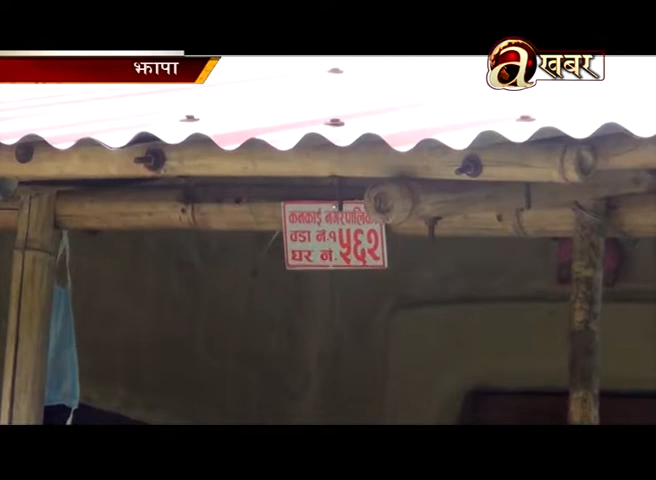 झापा
a खबर
कनकाई नगरपालिका
वडा नं.१
घर नं. ५६२